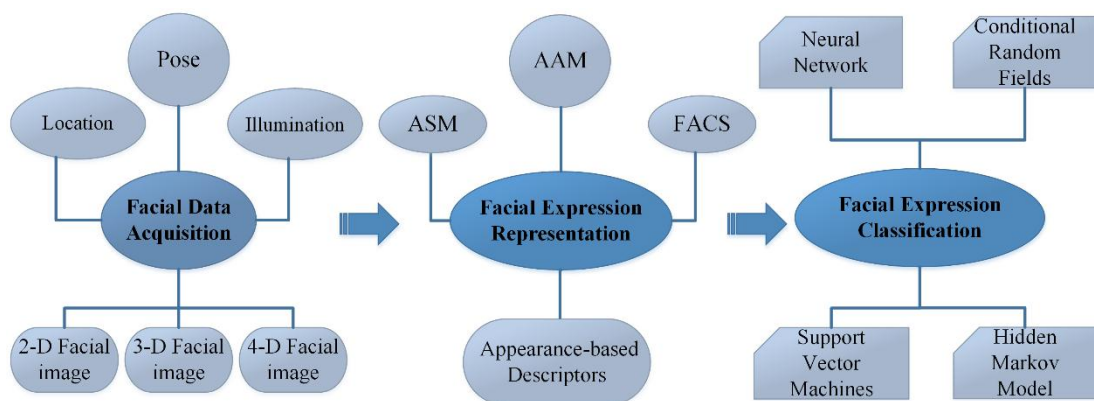 Pose
Location
Illumination
Facial Data
Acquisition
2-D Facial
image
3-D Facial
image
4-D Facial
image
AAM
ASM
FACS
Facial Expression
Representation
Appearance-based
Descriptors
Neural
Network
Conditional
Random
Fields
Facial Expression
Classification
Support
Vector
Machines
Hidden
Markov
Model